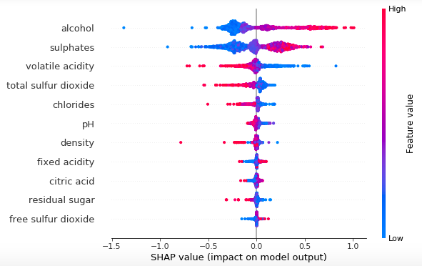 High
alcohol
sulphates
volatile acidity
total sulfur dioxide
chlorides
pH
density
fixed acidity
citric acid
residual sugar
free sulfur dioxide
Feature value
Low
−1.5 −1.0 −0.5 0.0 0.5 1.0
SHAP value (impact on model output)